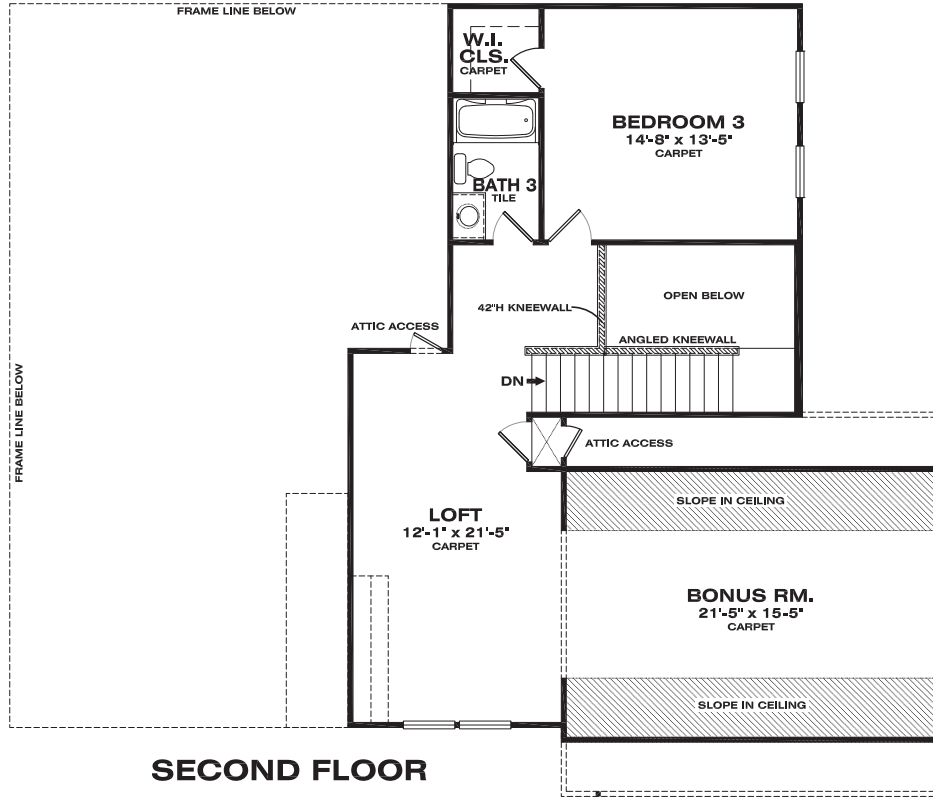 FRAME LINE BELOW
W.I.
CLS.
CARPET
BEDROOM 3
14'-8" x 13'-5"
CARPET
BATH 3
TILE
OPEN BELOW
42"H KNEEWALL
ATTIC ACCESS
ANGLED KNEEWALL
DN
FRAME LINE BELOW
ATTIC ACCESS
SLOPE IN CEILING
LOFT
12'-1" x 21'-5"
CARPET
BONUS RM.
21'-5" x 15'-5"
CARPET
SLOPE IN CEILING
SECOND FLOOR